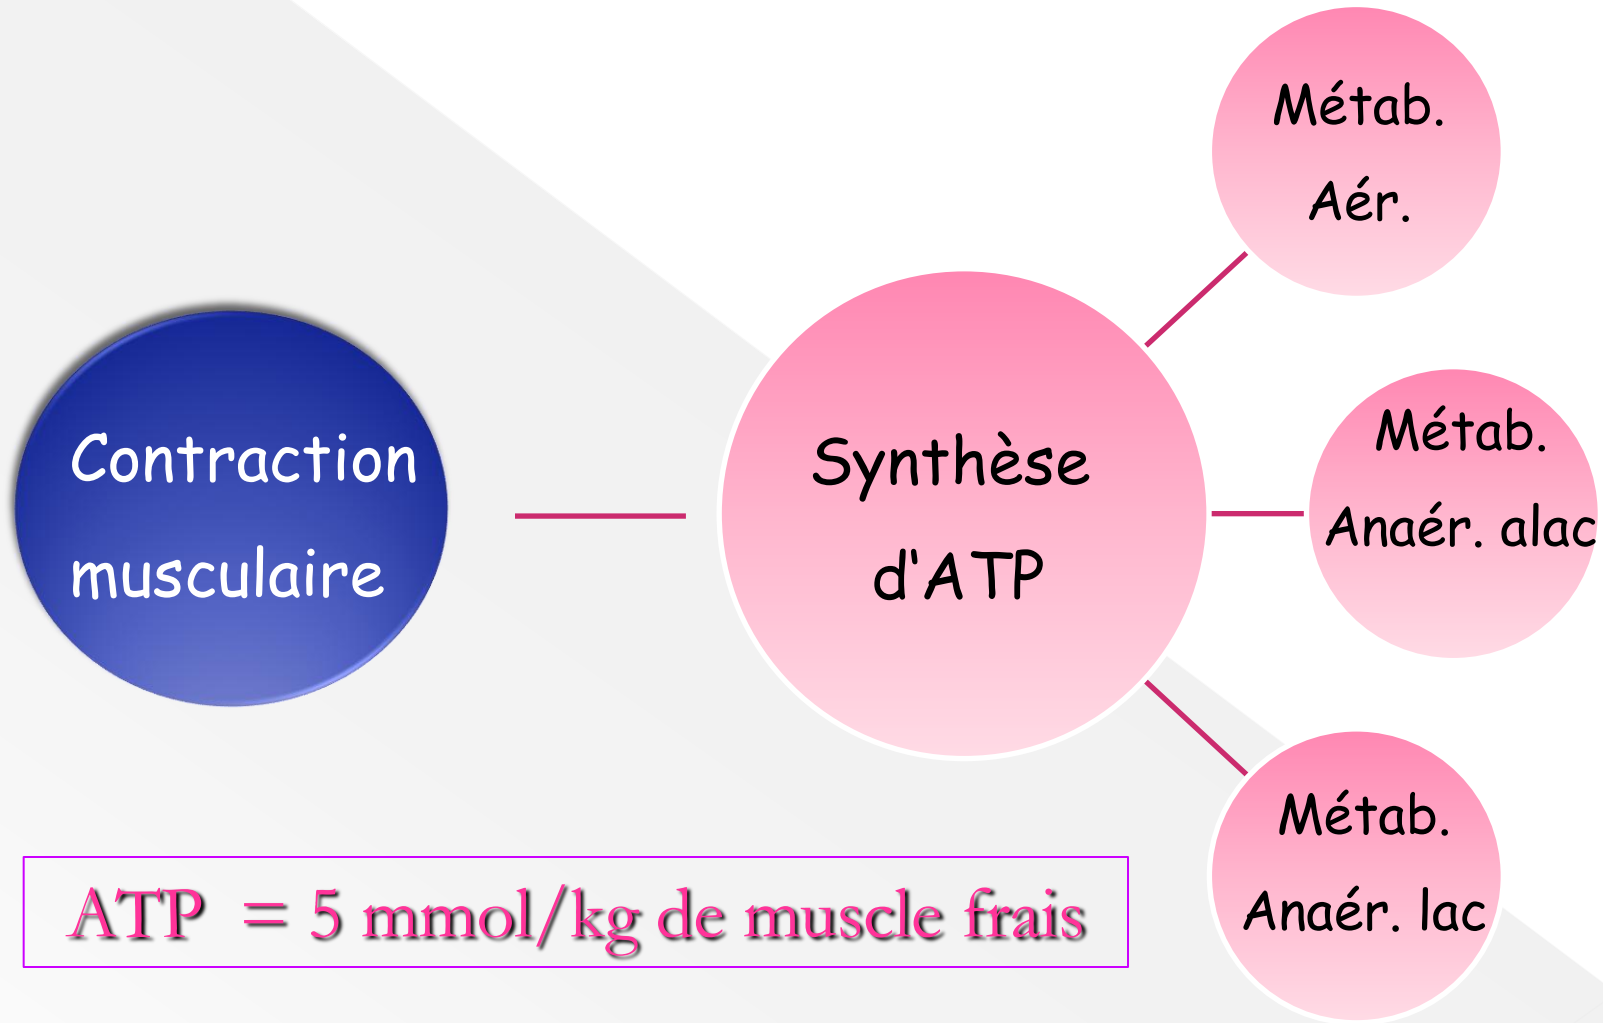 Contraction
musculaire
Synthèse
d'ATP
Métab.
Aér.
Métab.
Anaér. alac
Métab.
Anaér. lac
ATP = 5 mmol/kg de muscle frais